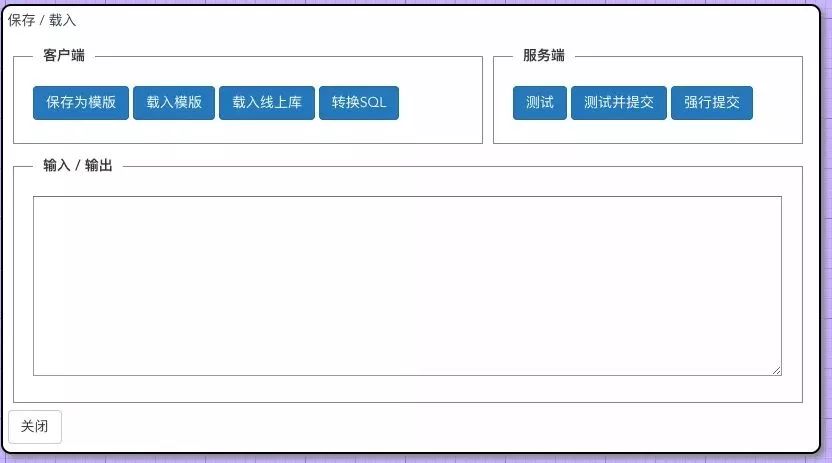 保存 / 载入
客户端
服务端
保存为模版 载入模版 载入线上库 转换SQL
测试 测试并提交 强行提交
输入 / 输出
关闭